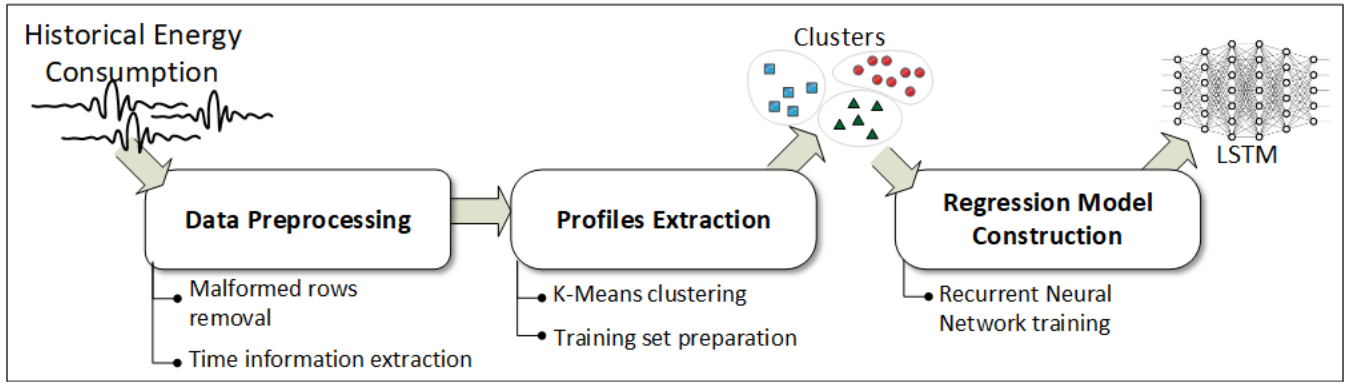 Historical Energy
Consumption
Clusters
LSTM
Data Preprocessing
Profiles Extraction
Regression Model
Construction
Malformed rows
removal
Time information extraction
K-Means clustering
Training set preparation
Recurrent Neural
Network training